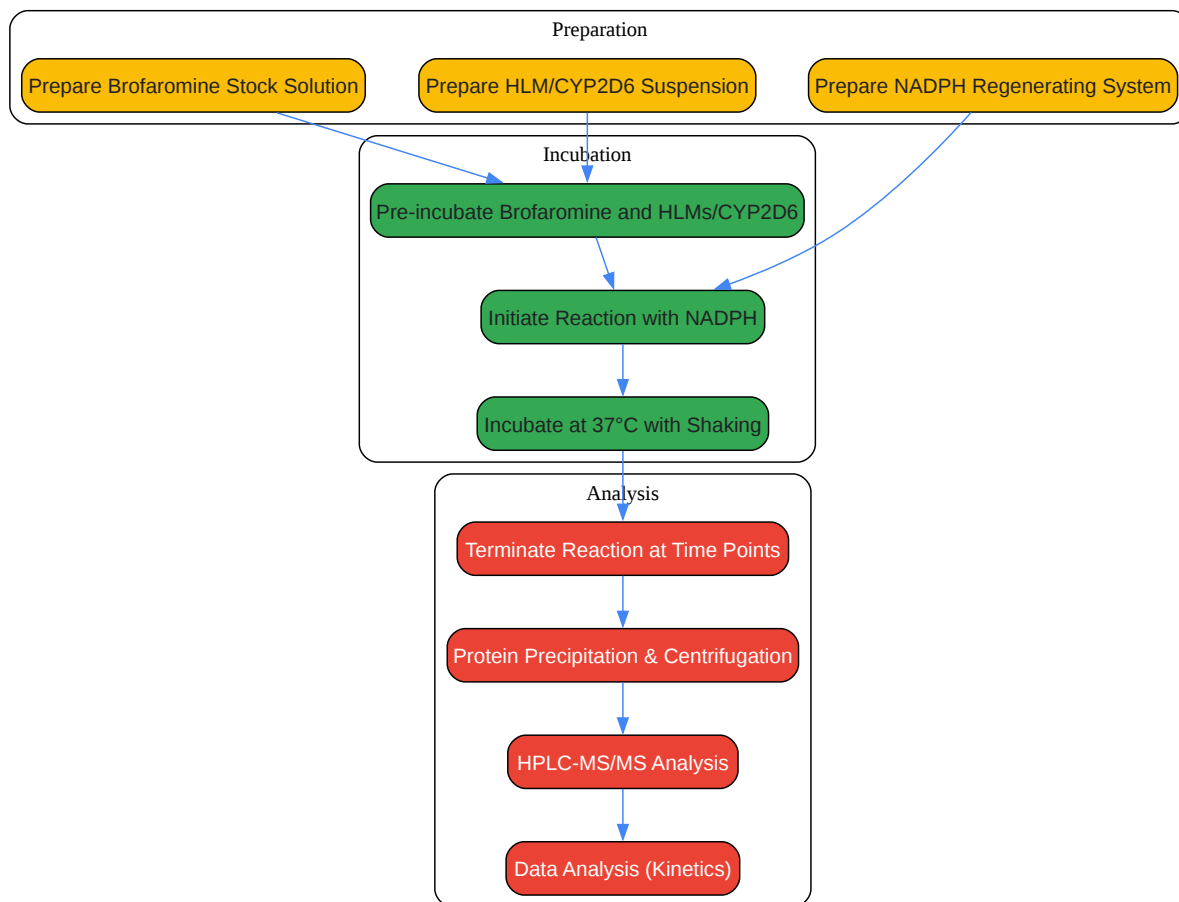 Preparation
Prepare Brofaromine Stock Solution
Prepare HLM/CYP2D6 Suspension
Prepare NADPH Regenerating System
Incubation
Pre-incubate Brofaromine and HLMs/CYP2D6
Initiate Reaction with NADPH
Incubate at 37°C with Shaking
Analysis
Terminate Reaction at Time Points
Protein Precipitation & Centrifugation
HPLC-MS/MS Analysis
Data Analysis (Kinetics)